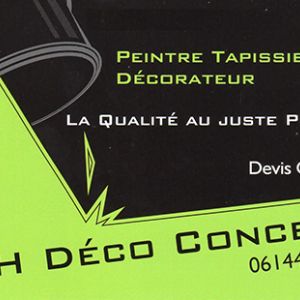 Peintre Tapissie
Décorateur
La Qualité au juste P
Devis
H Déco Conce
06144